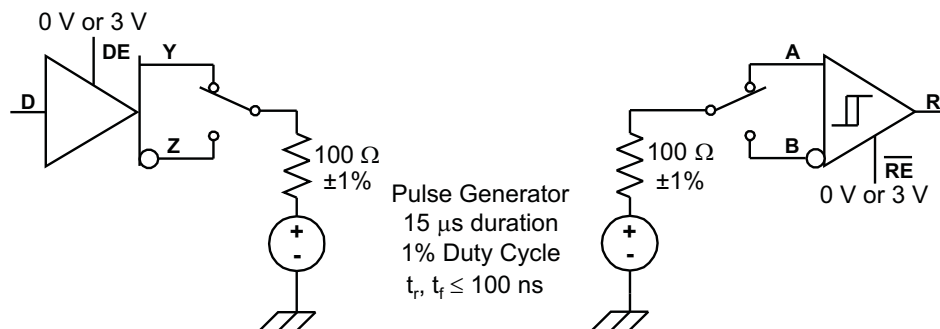 0 V or 3 V
DE
Y
D
Z
100 Ω
±1%
+
-
Pulse Generator
15 μs duration
1% Duty Cycle
tr, tf ≤ 100 ns
A
B
R
100 Ω
±1%
+
-
RE
0 V or 3 V